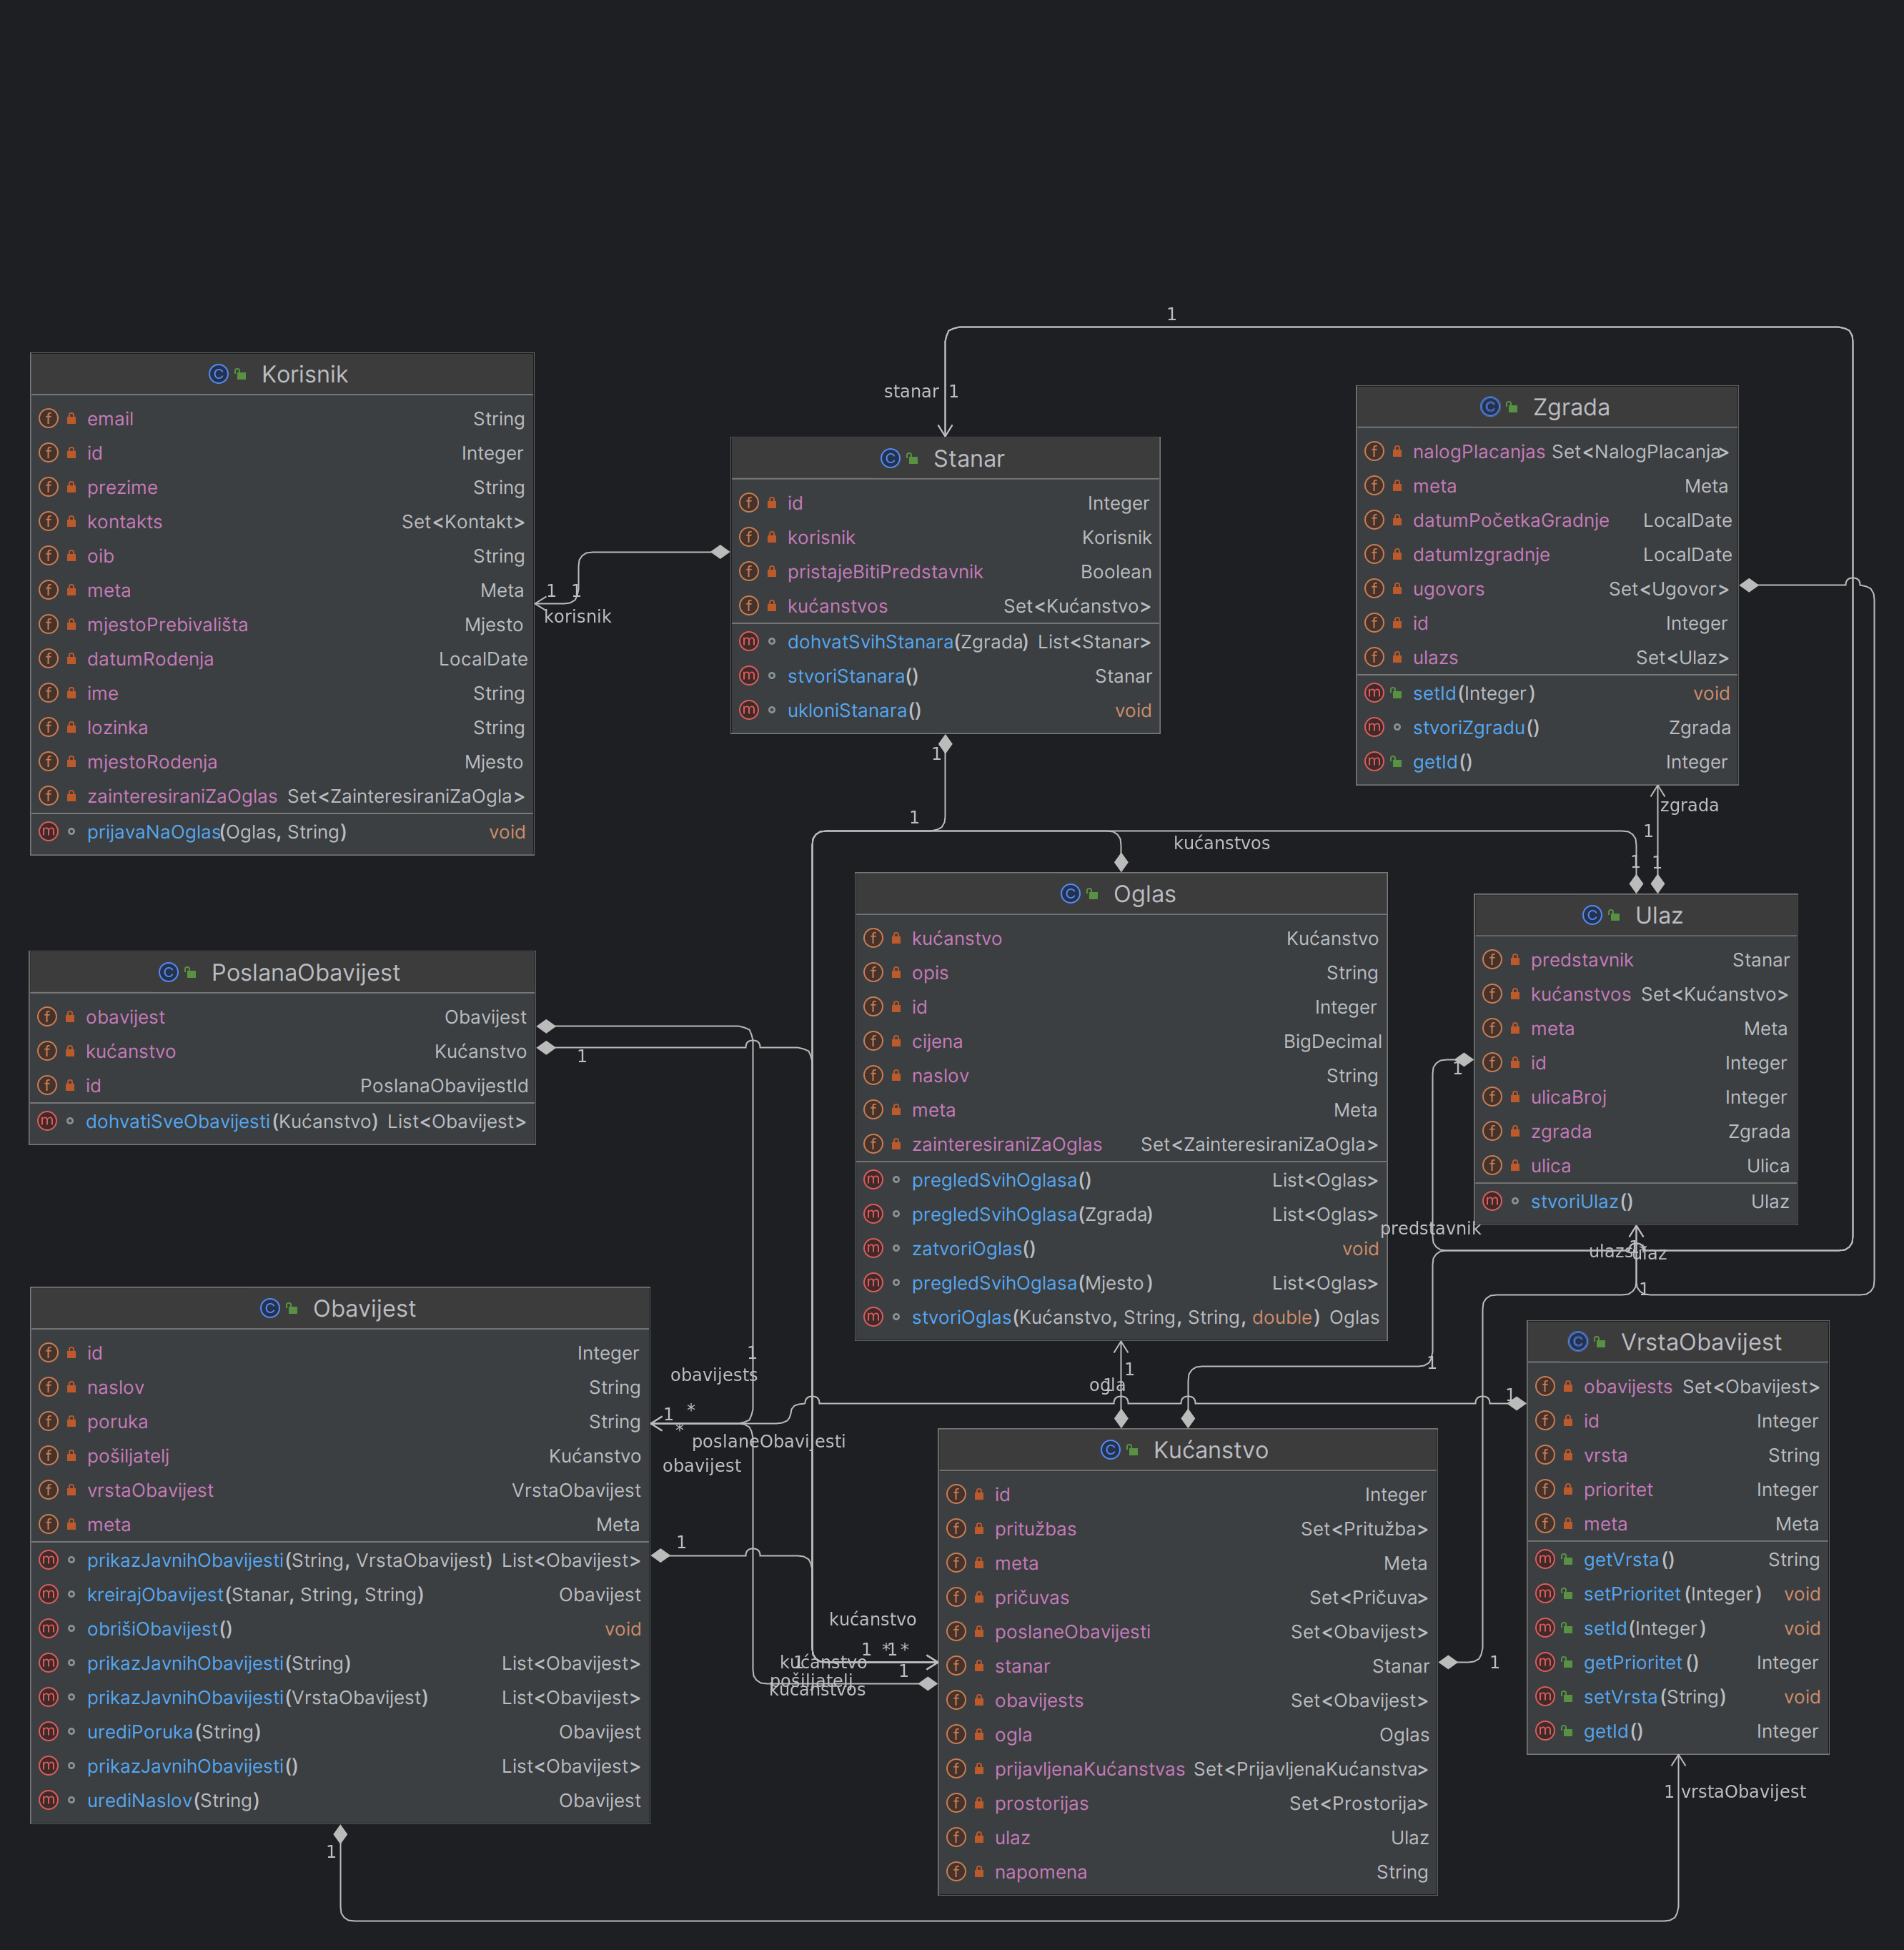 1
stanar 1
Korisnik
email String
id Integer
prezime String
kontakts Set<Kontakt>
oib String
meta Meta
mjestoPrebivališta Mjesto
datumRodenja LocalDate
ime String
lozinka String
mjestoRodenja Mjesto
zainteresiraniZaOglas Set<ZainteresiraniZaOgla>
prijavaNaOglas(Oglas, String) void
1 1
korisnik
Stanar
id Integer
korisnik Korisnik
pristajeBitiPredstavnik Boolean
kućanstvos Set<Kućanstvo>
dohvatSvihStanara(Zgrada) List<Stanar>
stvoriStanara() Stanar
ukloniStanara() void
1
1
kućanstvos
Zgrada
nalogPlacanjas Set<NalogPlacanja>
meta Meta
datumPočetkaGradnje LocalDate
datumIzgradnje LocalDate
ugovors Set<Ugovor>
id Integer
ulazs Set<Ulaz>
setId(Integer) void
stvoriZgradu() Zgrada
getId() Integer
zgrada
1
1 1
PoslanaObavijest
obavijest Obavijest
kućanstvo Kućanstvo
id PoslanaObavijestId
dohvatiSveObavijesti(Kućanstvo) List<Obavijest>
1
Oglas
kućanstvo Kućanstvo
opis String
id Integer
cijena BigDecimal
naslov String
meta Meta
zainteresiraniZaOglas Set<ZainteresiraniZaOgla>
pregledSvihOglasa() List<Oglas>
pregledSvihOglasa(Zgrada) List<Oglas>
zatvoriOglas() void
pregledSvihOglasa(Mjesto) List<Oglas>
stvoriOglas(Kućanstvo, String, String, double) Oglas
Ulaz
predstavnik Stanar
kućanstvos Set<Kućanstvo>
meta Meta
id Integer
ulicaBroj Integer
zgrada Zgrada
ulica Ulica
stvoriUlaz() Ulaz
1
predstavnik
ulazs 1 ulaz
1
Obavijest
id Integer
naslov String
poruka String
pošiljatelj Kućanstvo
vrstaObavijest VrstaObavijest
meta Meta
prikazJavnihObavijesti(String, VrstaObavijest) List<Obavijest>
kreirajObavijest(Stanar, String, String) Obavijest
obrišiObavijest() void
prikazJavnihObavijesti(String) List<Obavijest>
prikazJavnihObavijesti(VrstaObavijest) List<Obavijest>
urediPoruka(String) Obavijest
prikazJavnihObavijesti() List<Obavijest>
urediNaslov(String) Obavijest
1
obavijests
1 *
* poslaneObavijesti
obavijest
1
1
1
ogla 1
1
Kućanstvo
id Integer
pritužbas Set<Pritužba>
meta Meta
pričuvas Set<Pričuva>
poslaneObavijesti Set<Obavijest>
stanar Stanar
obavijests Set<Obavijest>
ogla Oglas
prijavljenaKućanstvas Set<PrijavljenaKućanstva>
prostorijas Set<Prostorija>
ulaz Ulaz
napomena String
kućanstvo
1 *1 *
kućanstvo 1
pošiljatelj 1
kućanstvos
1
VrstaObavijest
obavijests Set<Obavijest>
id Integer
vrsta String
prioritet Integer
meta Meta
getVrsta() String
setPrioritet(Integer) void
setId(Integer) void
getPrioritet() Integer
setVrsta(String) void
getId() Integer
1
1 vrstaObavijest
1